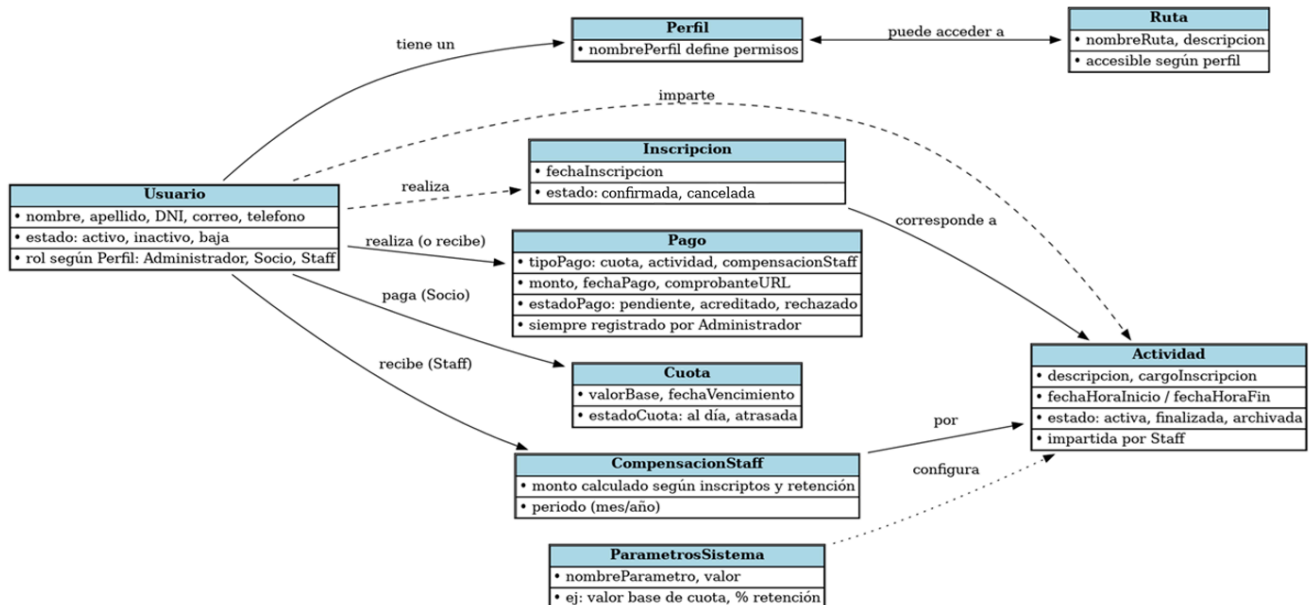 Perfil
• nombrePerfil define permisos
tiene un
puede acceder a
Ruta
• nombreRuta, descripcion
• accesible según perfil
imparte
Inscripcion
• fechaInscripcion
• estado: confirmada, cancelada
realiza
corresponde a
Usuario
• nombre, apellido, DNI, correo, telefono
• estado: activo, inactivo, baja
• rol según Perfil: Administrador, Socio, Staff
realiza (o recibe)
Pago
• tipoPago: cuota, actividad, compensacionStaff
• monto, fechaPago, comprobanteURL
• estadoPago: pendiente, acreditado, rechazado
• siempre registrado por Administrador
paga (Socio)
recibe (Staff)
Cuota
• valorBase, fechaVencimiento
• estadoCuota: al día, atrasada
Actividad
• descripcion, cargoInscripcion
• fechaHoraInicio / fechaHoraFin
• estado: activa, finalizada, archivada
• impartida por Staff
por
CompensacionStaff
• monto calculado según inscriptos y retención
• periodo (mes/año)
configura
ParametrosSistema
• nombreParametro, valor
• ej: valor base de cuota, % retención